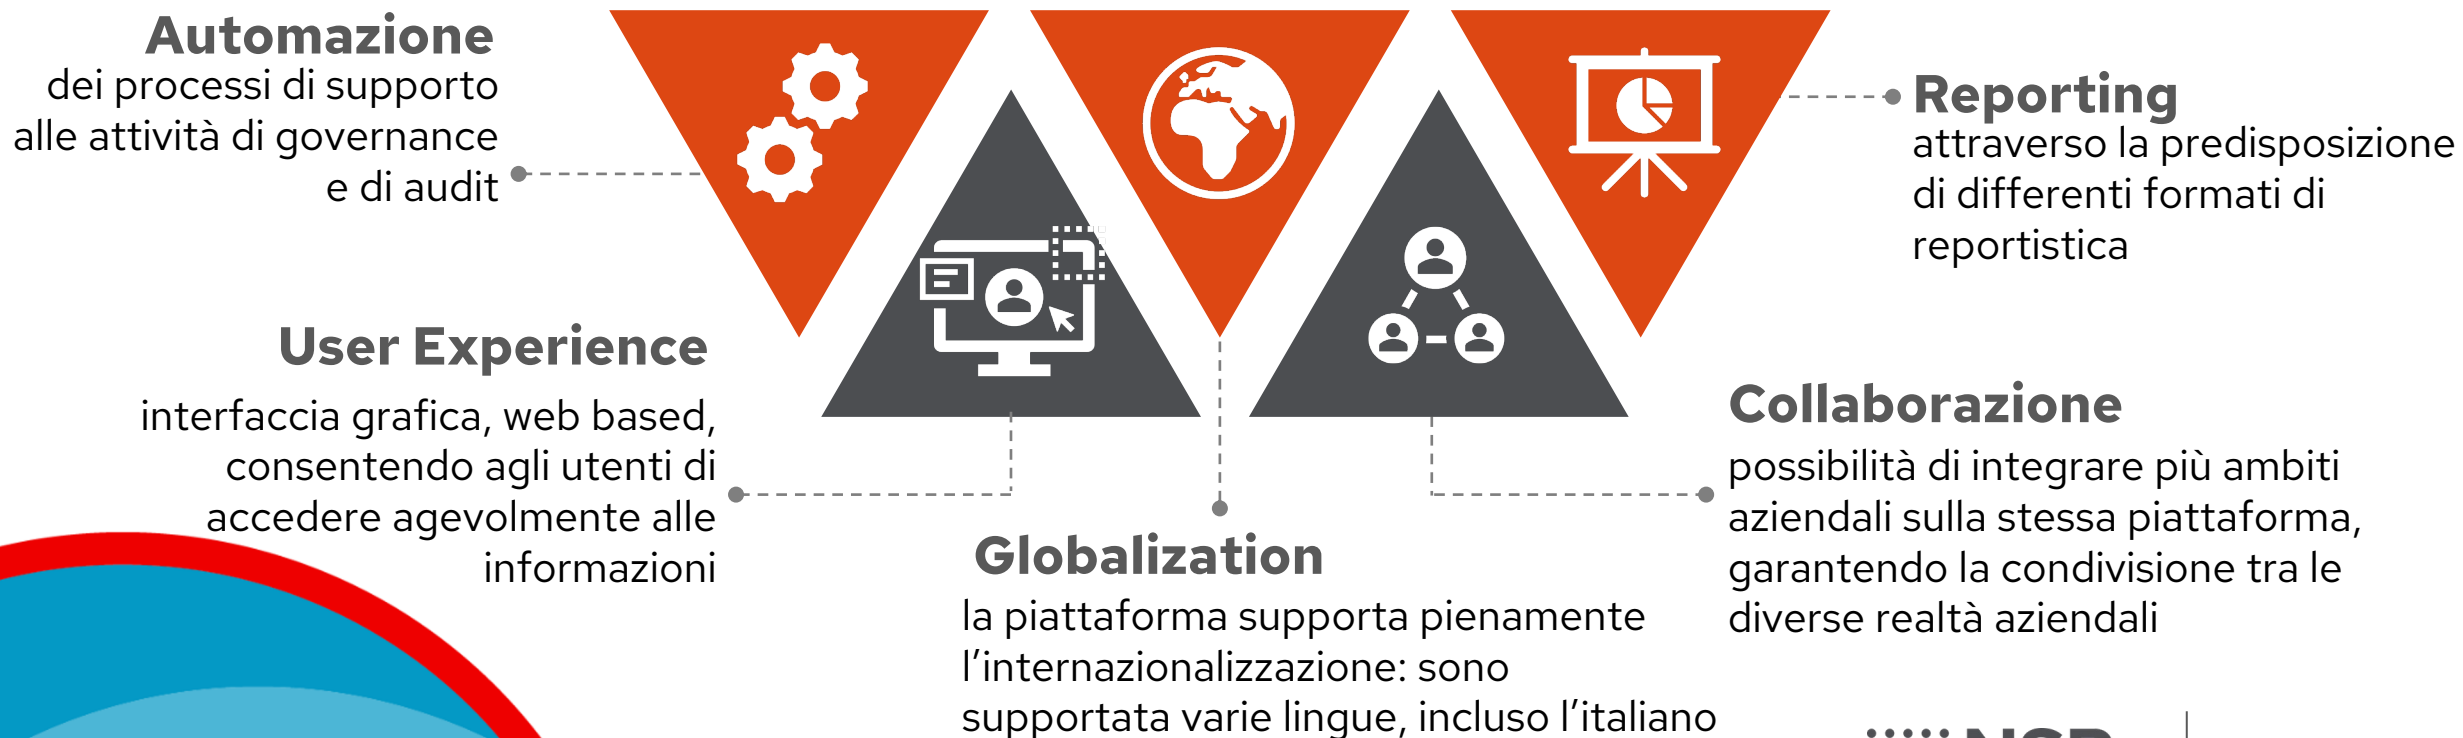 Automazione
dei processi di supporto
alle attività di governance
e di audit
User Experience
interfaccia grafica, web based,
consentendo agli utenti di
accedere agevolmente alle
informazioni
Globalization
la piattaforma supporta pienamente
l'internazionalizzazione: sono
supportata varie lingue, incluso l'italiano
Collaborazione
possibilità di integrare più ambiti
aziendali sulla stessa piattaforma,
garantendo la condivisione tra le
diverse realtà aziendali
Reporting
attraverso la predisposizione
di differenti formati di
reportistica